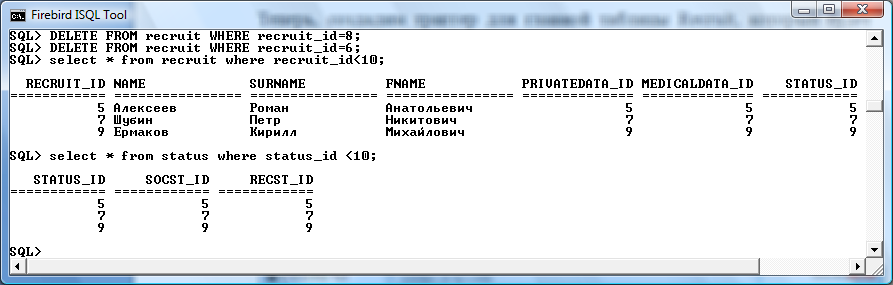 Теперь, создадим триггер для главной таблицы Recruit, который
Firebird ISQL Tool
SQL> DELETE FROM recruit WHERE recruit_id=8;
SQL> DELETE FROM recruit WHERE recruit_id=6;
SQL> select * from recruit where recruit_id<10;
RECRUIT_ID NAME SURNAME FNAME PRIVATEDATA_ID MEDICALDATA_ID STATUS_ID
============ =============== ================ ================ ============== ============== ============
5 Алексеев Роман Анатольевич 5 5 5
7 Шубин Петр Никитович 7 7 7
9 Ермаков Кирилл Михайлович 9 9 9
SQL> select * from status where status_id <10;
STATUS_ID SOCST_ID RECST_ID
============ ============ ============
5 5 5
7 7 7
9 9 9
SQL>